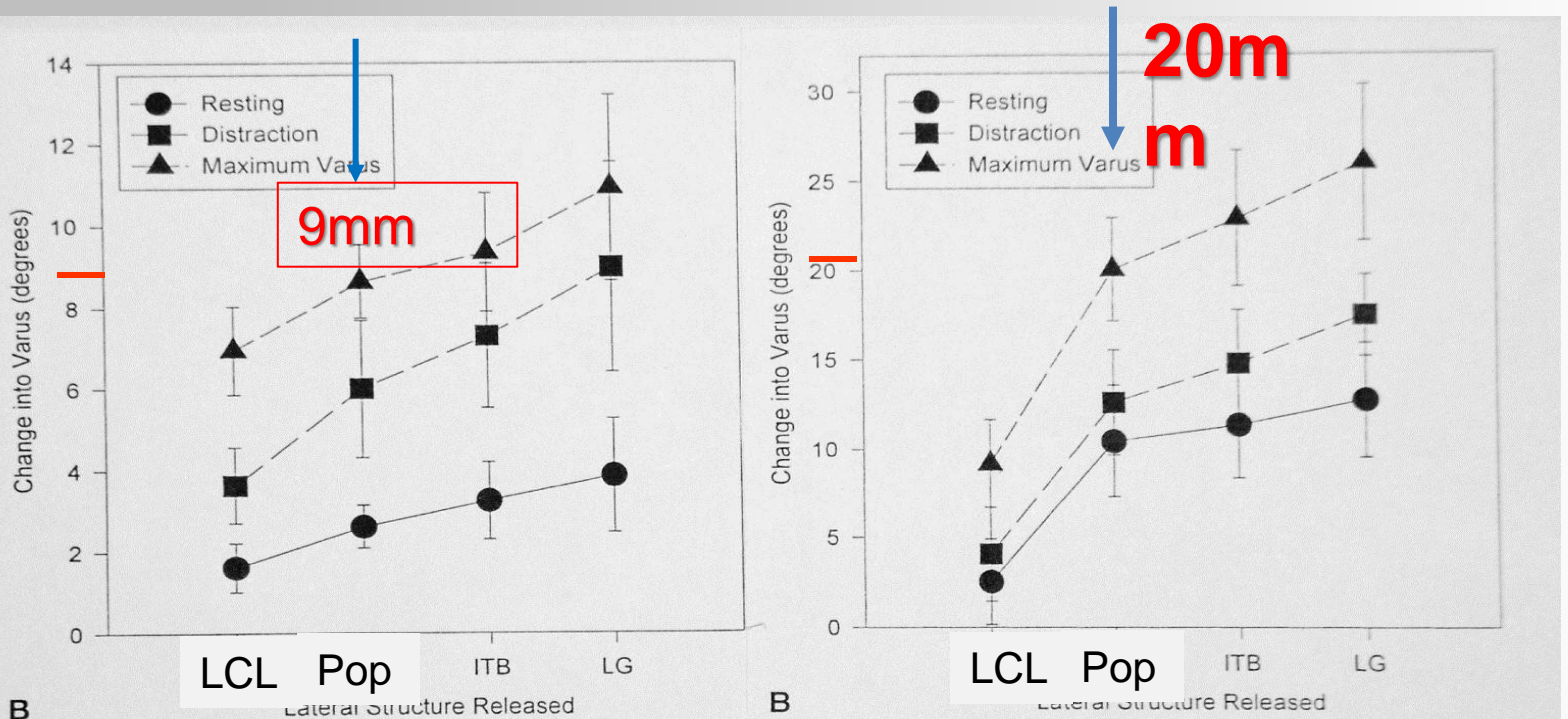 20m
m
14
12
10
8
6
4
2
0
Change into Varus (degrees)
Resting
Distraction
Maximum Varus
9mm
LCL Pop ITB LG
Lateral Structure Released
B
30
25
20
15
10
5
0
Change into Varus (degrees)
Resting
Distraction
Maximum Varus
LCL Pop ITB LG
Lateral Structure Released
B